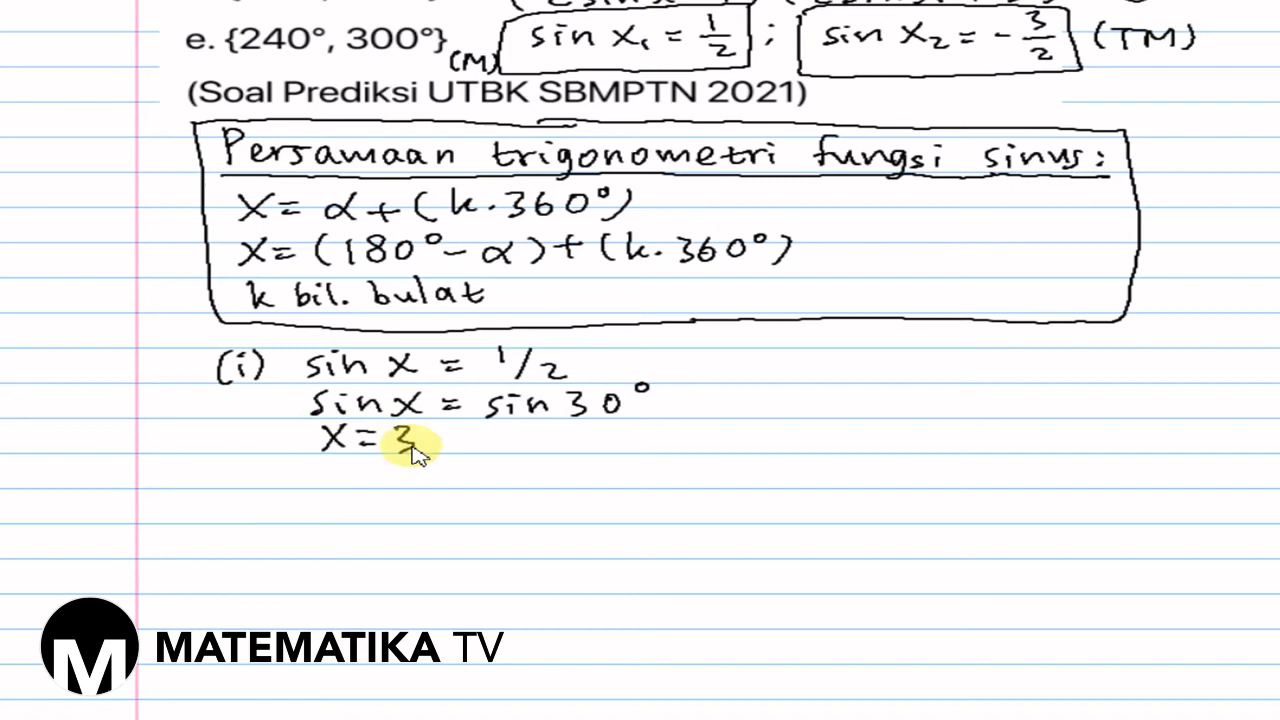 e. {240°, 300°} (M) sin x₁ = 1/2 ; sin x₂ = - 3/2 (TM)
(Soal Prediksi UTBK SBMPTN 2021)
Persamaan trigonometri fungsi sinus:
x = α + (k. 360°)
x = (180° - α) + (k. 360°)
k bil. bulat
(i) sin x = 1/2
sin x = sin 30°
x = 3
M MATEMATIKA TV